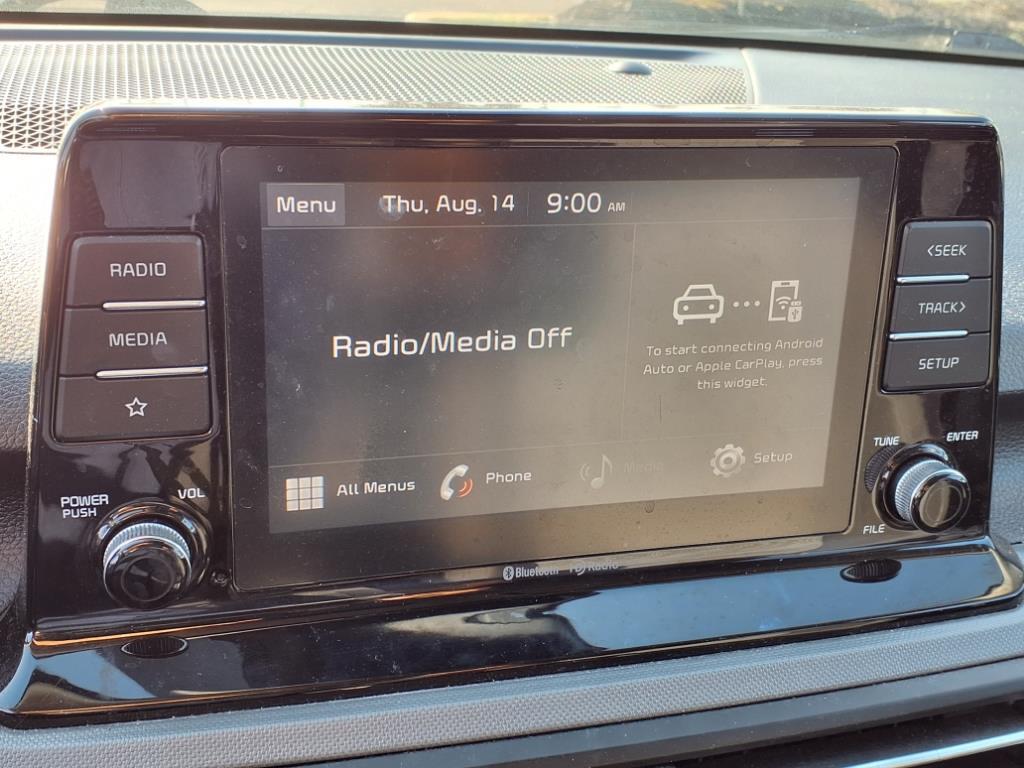 Menu Thu, Aug. 14 9:00 AM
RADIO
MEDIA
POWER
PUSH
VOL
Radio/Media Off
To start connecting Android
Auto or Apple CarPlay, press
this widget.
All Menus Phone Media Setup
<SEEK
TRACK>
SETUP
TUNE ENTER
FILE
Bluetooth HD Radio